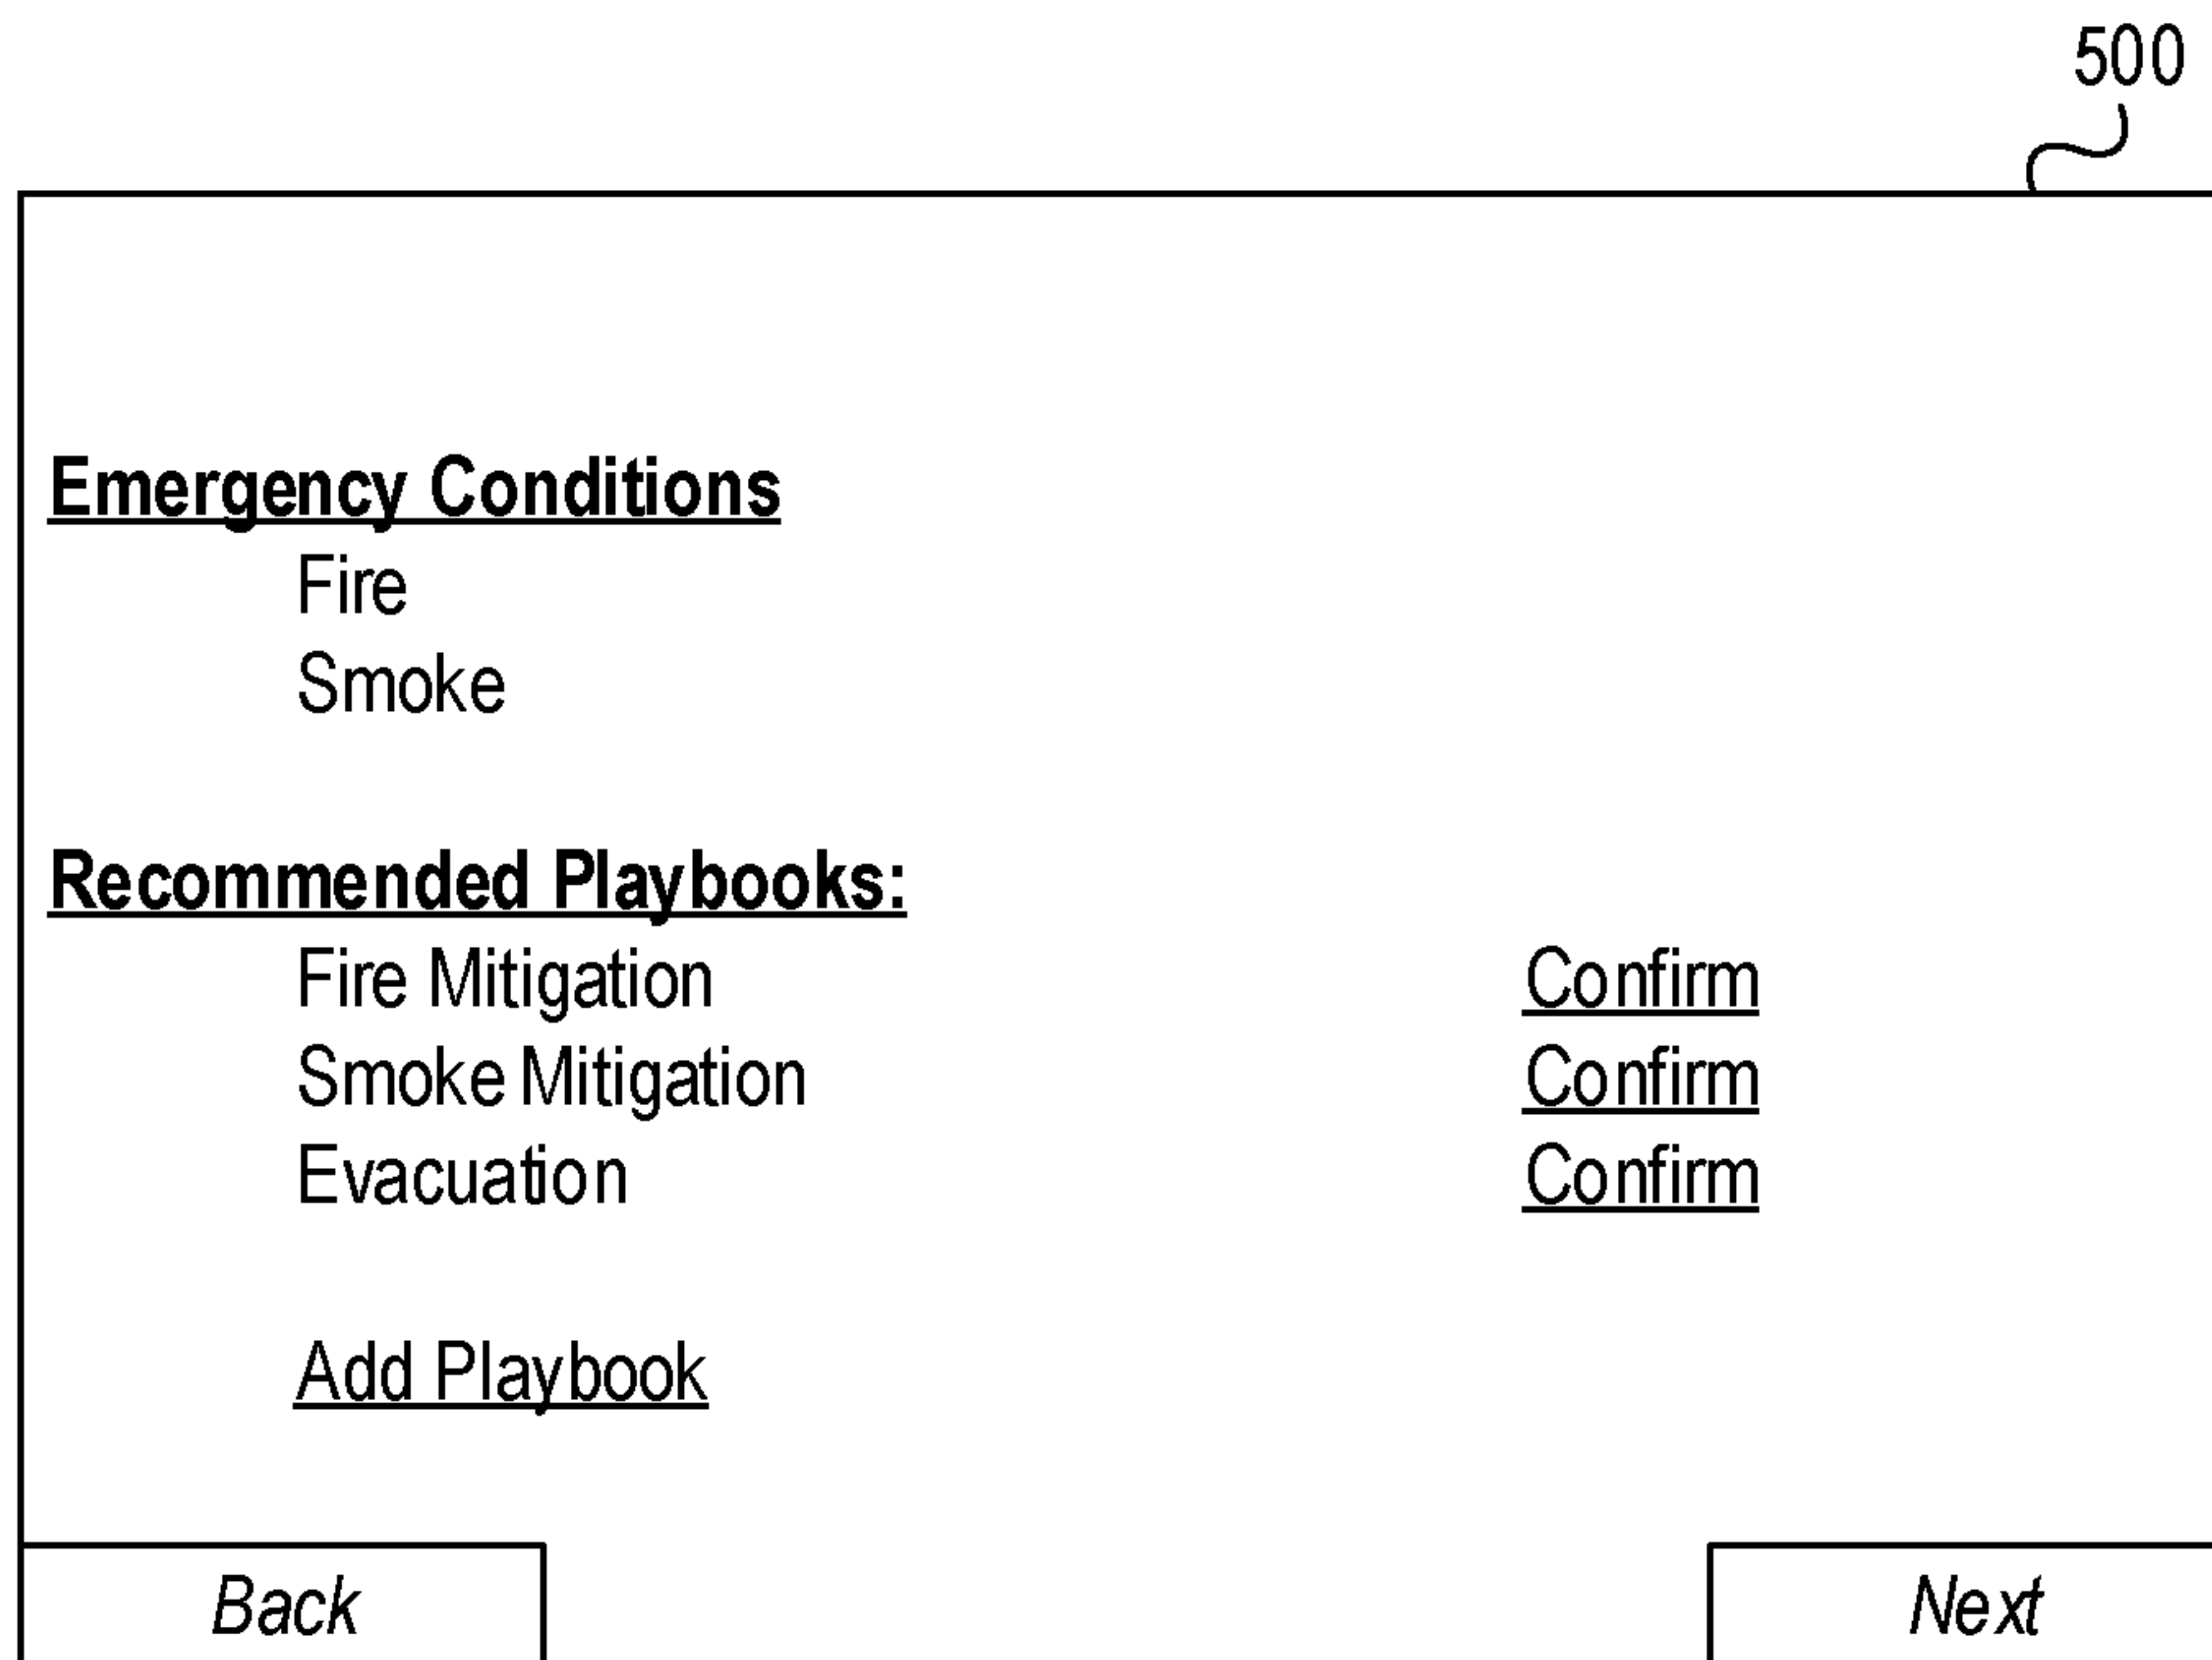 500
Emergency Conditions
Fire
Smoke
Recommended Playbooks:
Fire Mitigation Confirm
Smoke Mitigation Confirm
Evacuation Confirm
Add Playbook
Back Next